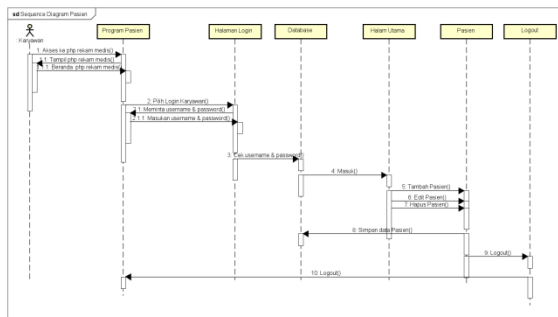 sd Sequence Diagram Pasien
Karyawan
Program Pasien
Halaman Login
Database
Halam Utama
Pasien
Logout
1: Akses ke php rekam medis()
1.1: Tampil php rekam medis()
1.1: Beranda php rekam medis()
2: Pilih Login Karyawan()
2.1: Meminta username & password()
2.1.1: Masukan username & password()
3: Cek username & password()
4: Masuk()
5: Tambah Pasien()
6: Edit Pasien()
7: Hapus Pasien()
8: Simpan data Pasien()
9: Logout()
10: Logout()